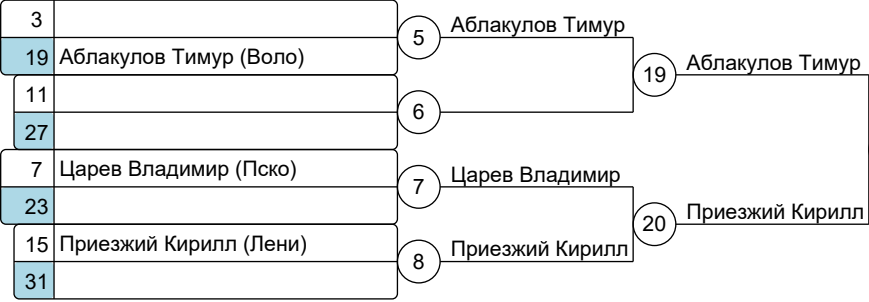 3
5
Аблакулов Тимур
19 Аблакулов Тимур (Воло)
19
Аблакулов Тимур
11
6
27
7 Царев Владимир (Пско)
7
Царев Владимир
23
20
Приезжий Кирилл
15 Приезжий Кирилл (Лени)
8
Приезжий Кирилл
31